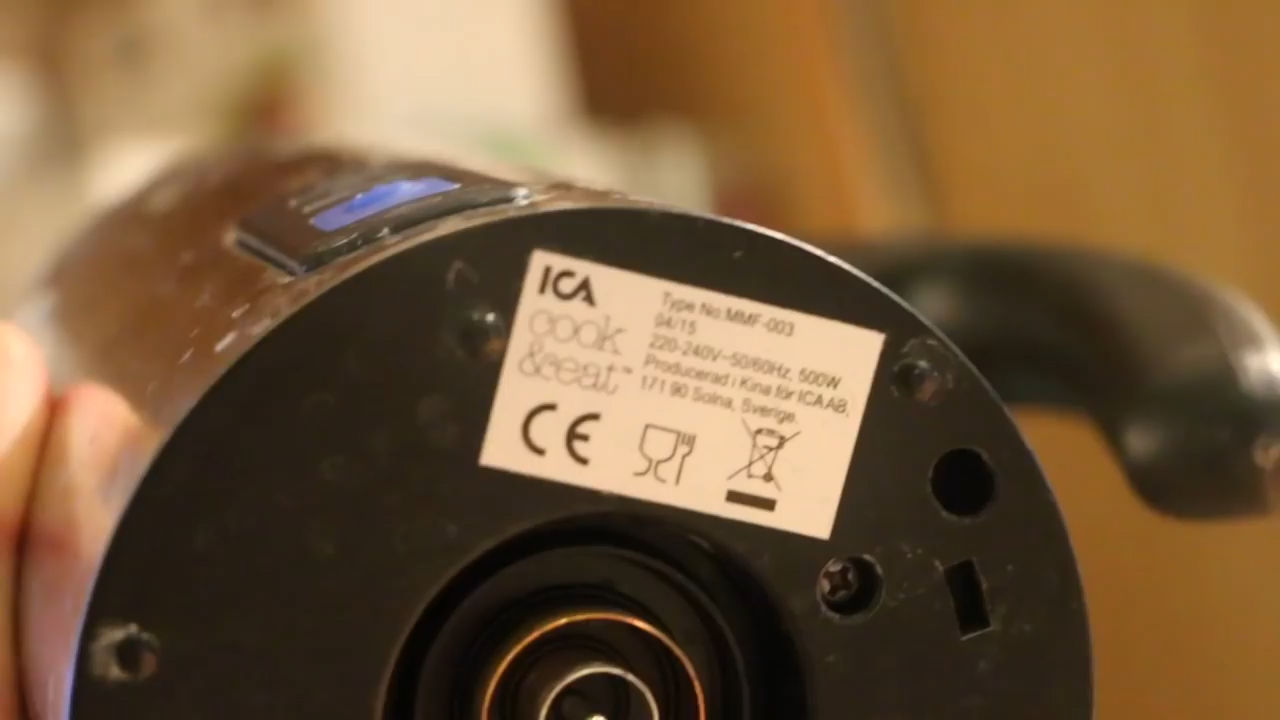 ICA
cook
&eat™
Type No:MMF-003
04/15
220-240V~50/60Hz, 500W
Producerad i Kina för ICA AB,
171 90 Solna, Sverige.
CE